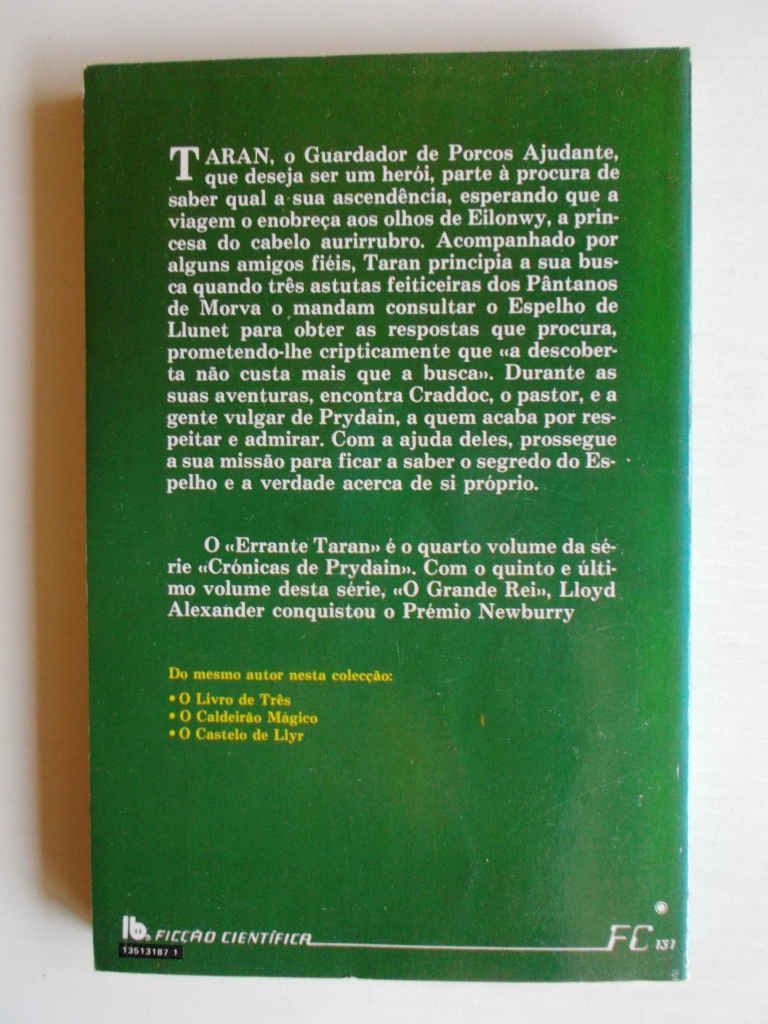 TARAN, o Guardador de Porcos Ajudante,
que deseja ser um herói, parte à procura de
saber qual a sua ascendência, esperando que a
viagem o enobreça aos olhos de Eilonwy, a prin-
cesa do cabelo aurirrubro. Acompanhado por
alguns amigos fiéis, Taran principia a sua bus-
ca quando três astutas feiticeiras dos Pântanos
de Morva o mandam consultar o Espelho de
Llunet para obter as respostas que procura,
prometendo-lhe cripticamente que «a descober-
ta não custa mais que a busca». Durante as
suas aventuras, encontra Craddoc, o pastor, e a
gente vulgar de Prydain, a quem acaba por res-
peitar e admirar. Com a ajuda deles, prossegue
a sua missão para ficar a saber o segredo do Es-
pelho e a verdade acerca de si próprio.
O «Errante Taran» é o quarto volume da sé-
rie «Crónicas de Prydain». Com o quinto e últi-
mo volume desta série, «O Grande Rei», Lloyd
Alexander conquistou o Prémio Newburry
Do mesmo autor nesta colecção:
• O Livro de Três
• O Caldeirão Mágico
• O Castelo de Llyr
lb. FICÇÃO CIENTÍFICA FC 131
13513187 1